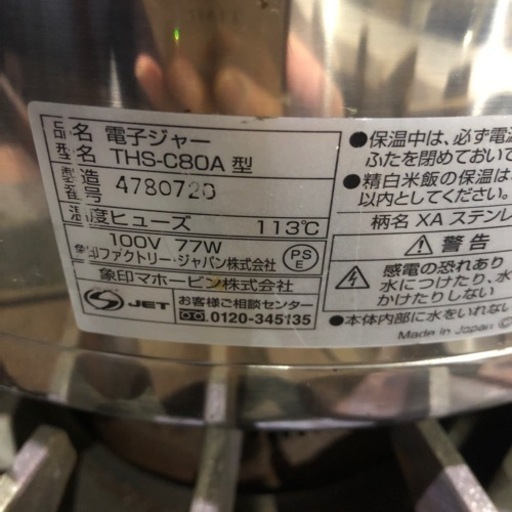 品名 電子ジャー
型名 THS-C80A 型
製造番号 4780720
温度ヒューズ 113℃
100V 77W
象印ファクトリー・ジャパン株式会社
PSE
象印マホービン株式会社
JET
お客様ご相談センター
0120-345135
●保温中は、必ず電
ふたを閉めておいて
●精白米飯の保温は
以内としてください。
柄名 XA ステンレ
警告
感電の恐れあり
水につけたり、水
かけたりしない
●本体内部に水をいれない
Made in Japan